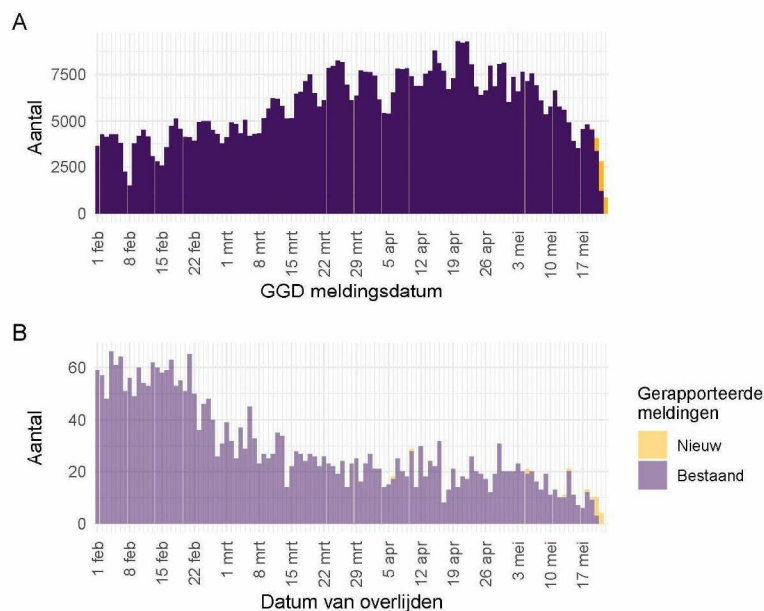 A
Aantal
7500
5000
2500
0
1 feb
8 feb
15 feb
22 feb
1 mrt
8 mrt
15 mrt
22 mrt
29 mrt
5 apr
12 apr
19 apr
26 apr
3 mei
10 mei
17 mei
GGD meldingsdatum
B
Aantal
60
40
20
0
1 feb
8 feb
15 feb
22 feb
1 mrt
8 mrt
15 mrt
22 mrt
29 mrt
5 apr
12 apr
19 apr
26 apr
3 mei
10 mei
17 mei
Datum van overlijden
Gerapporteerde
meldingen
Nieuw
Bestaand